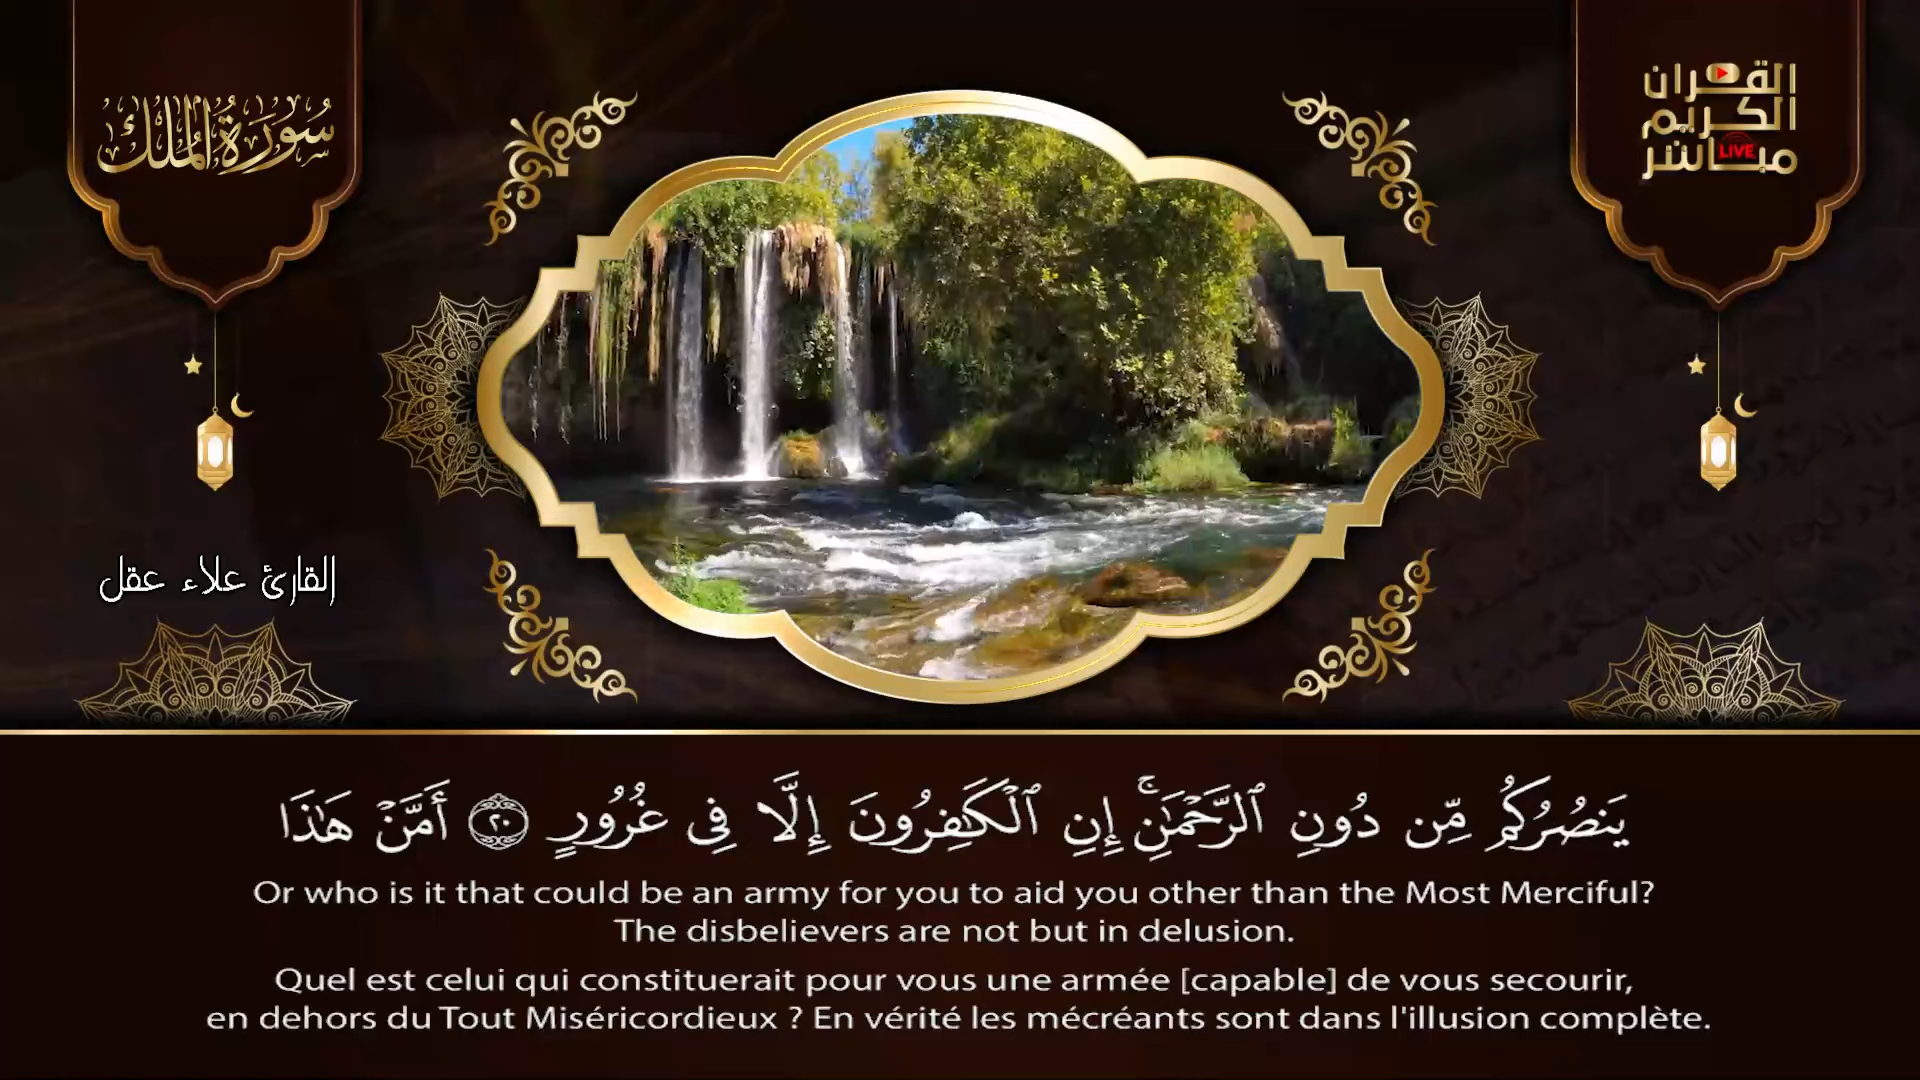 سُورَةُ الْمُلْك
القرآن
الكريم
مباشر
LIVE
القارئ علاء عقل
يَنصُرُكُم مِّن دُونِ ٱلرَّحْمَٰنِ ۚ إِنِ ٱلْكَٰفِرُونَ إِلَّا فِى غُرُورٍ ٢٠ أَمَّنْ هَٰذَا
Or who is it that could be an army for you to aid you other than the Most Merciful?
The disbelievers are not but in delusion.
Quel est celui qui constituerait pour vous une armée [capable] de vous secourir,
en dehors du Tout Miséricordieux ? En vérité les mécréants sont dans l'illusion complète.